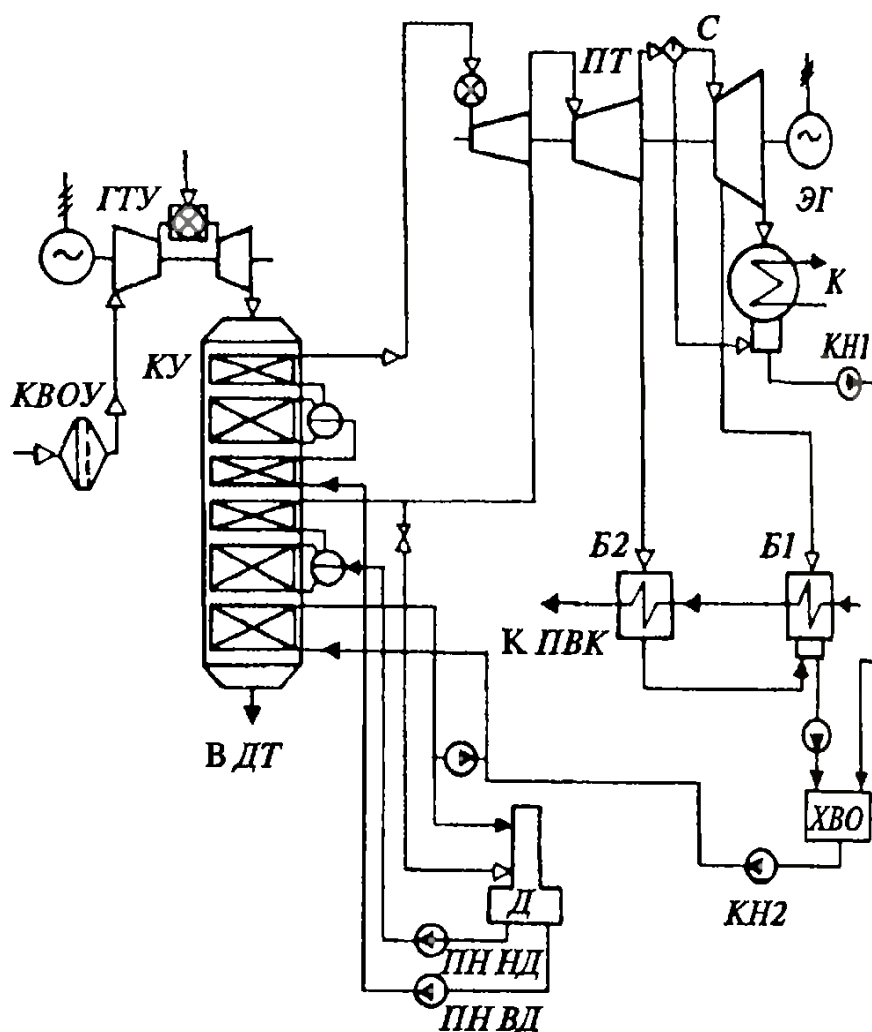 С
ПТ
ГТУ
ЭГ
К
КУ
КН1
КВОУ
Б2
Б1
К ПВК
В ДТ
ХВО
Д
КН2
ПН НД
ПН ВД